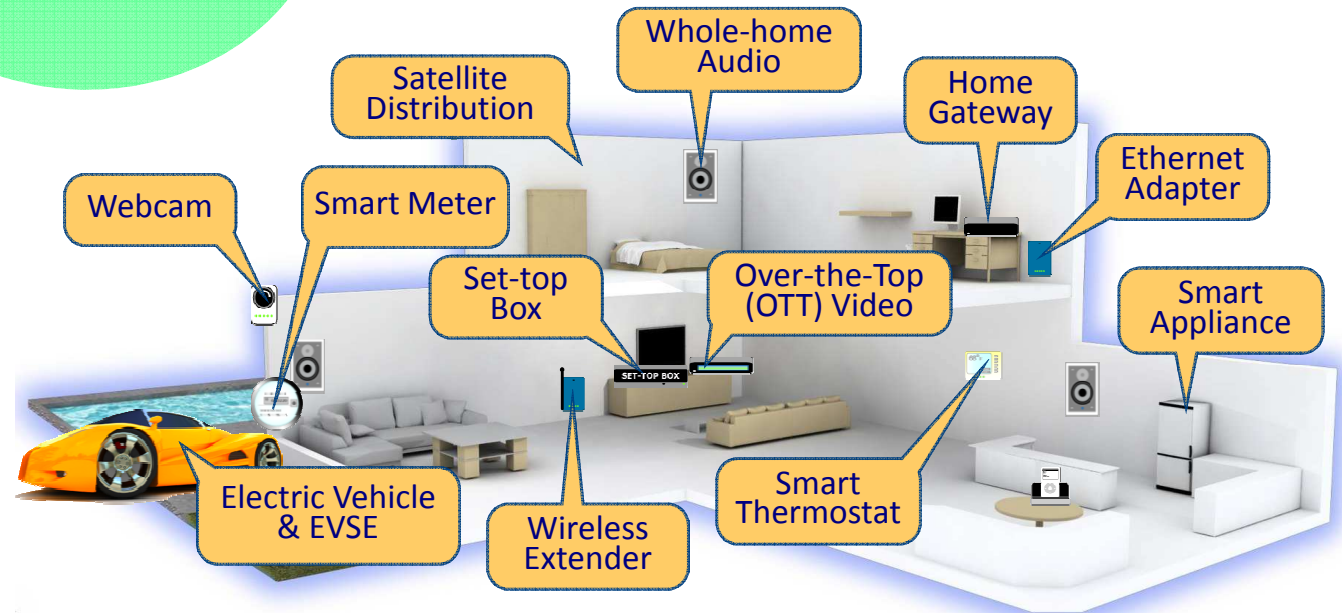 Whole-home
Audio
Satellite
Distribution
Home
Gateway
Ethernet
Adapter
Webcam
Smart Meter
Set-top
Box
Over-the-Top
(OTT) Video
Smart
Appliance
SET-TOP BOX
Electric Vehicle
& EVSE
Wireless
Extender
Smart
Thermostat